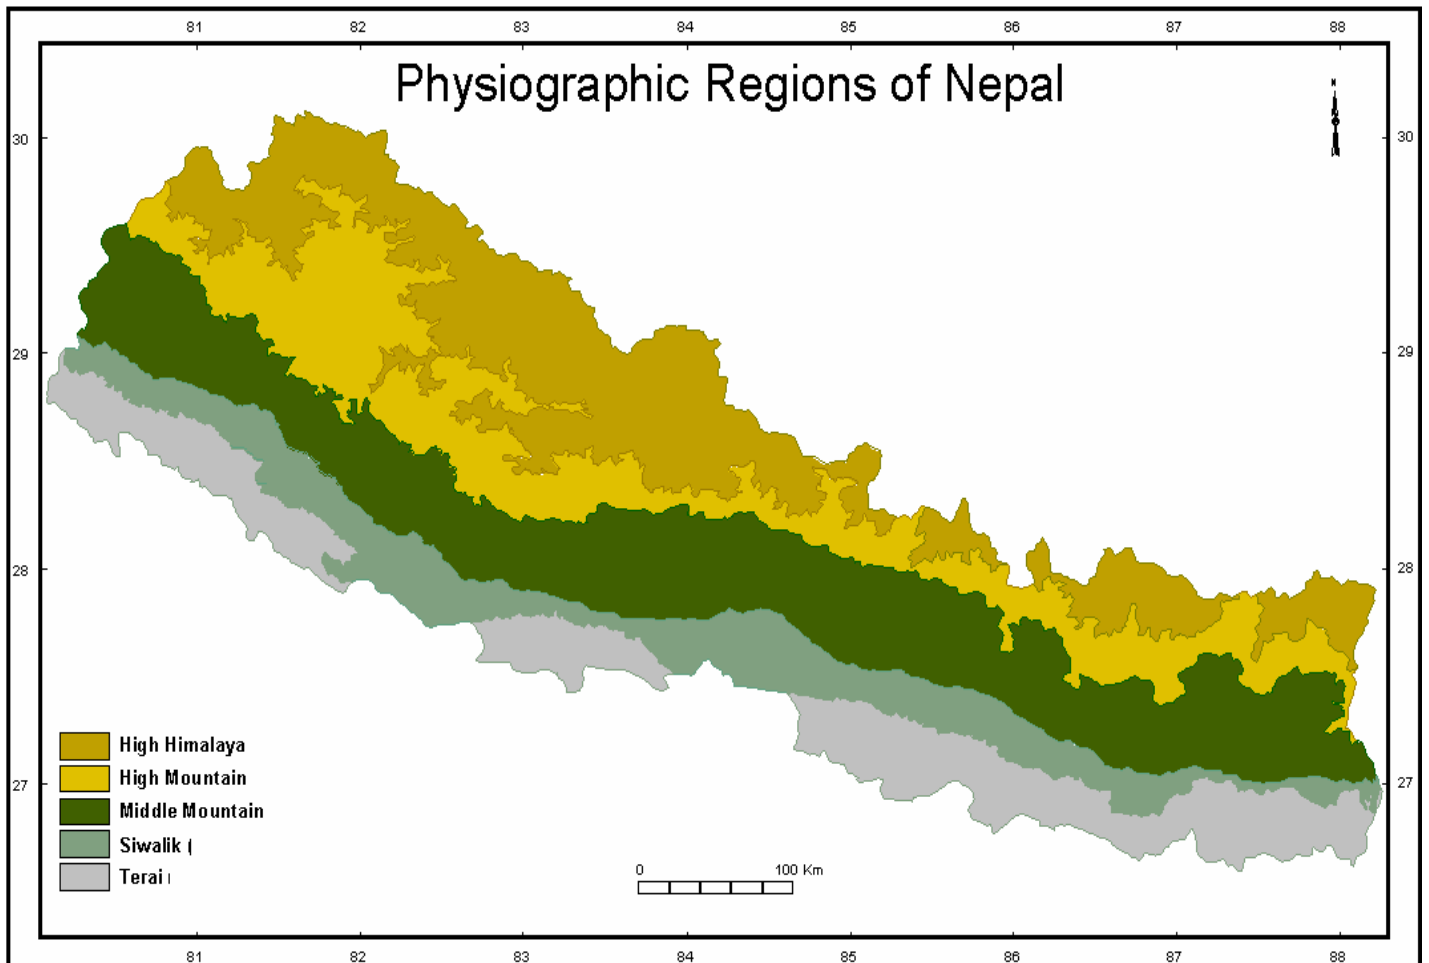 81 82 83 84 85 86 87 88
Physiographic Regions of Nepal
N
30 30
29 29
28 28
27 27
High Himalaya
High Mountain
Middle Mountain
Siwalik (
Terai
0 100 Km
81 82 83 84 85 86 87 88